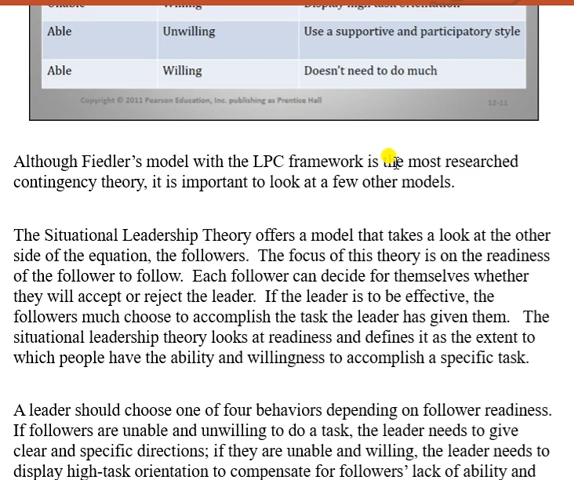 Able Unwilling Use a supportive and participatory style
Able Willing Doesn't need to do much
Copyright © 2011 Pearson Education, Inc. publishing as Prentice Hall 12-11
Although Fiedler's model with the LPC framework is the most researched
contingency theory, it is important to look at a few other models.
The Situational Leadership Theory offers a model that takes a look at the other
side of the equation, the followers. The focus of this theory is on the readiness
of the follower to follow. Each follower can decide for themselves whether
they will accept or reject the leader. If the leader is to be effective, the
followers much choose to accomplish the task the leader has given them. The
situational leadership theory looks at readiness and defines it as the extent to
which people have the ability and willingness to accomplish a specific task.
A leader should choose one of four behaviors depending on follower readiness.
If followers are unable and unwilling to do a task, the leader needs to give
clear and specific directions; if they are unable and willing, the leader needs to
display high-task orientation to compensate for followers' lack of ability and